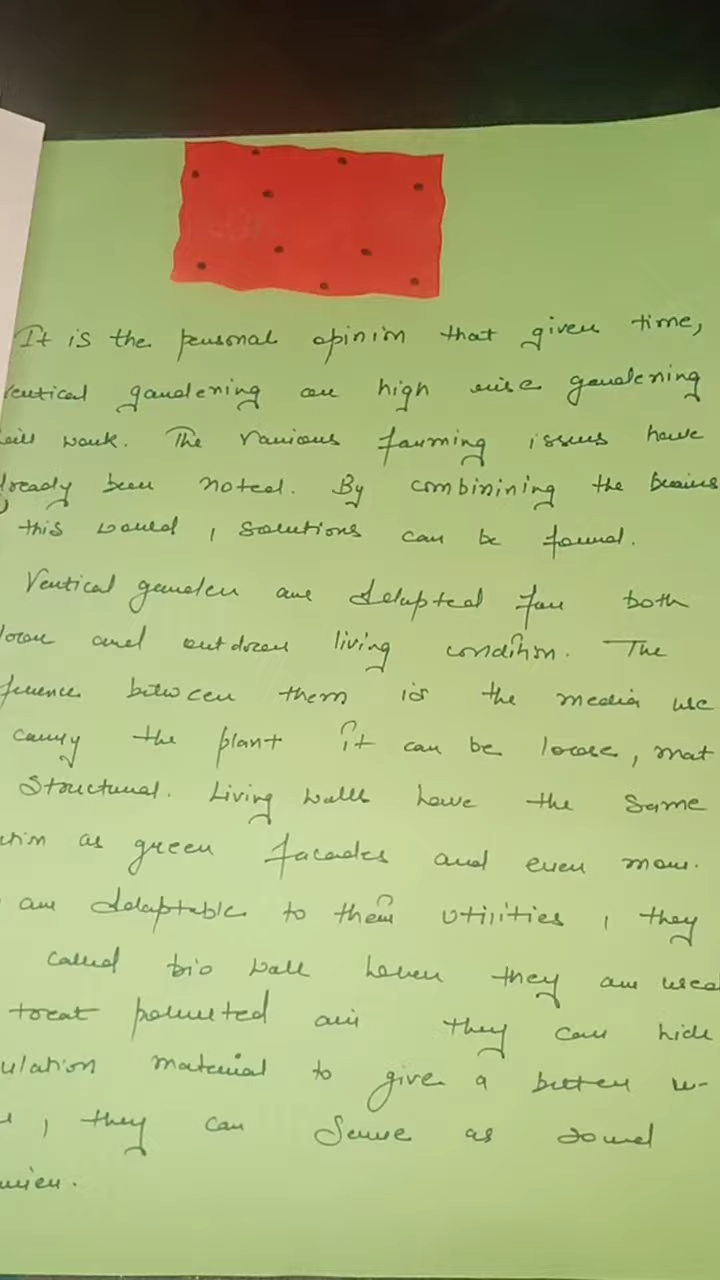 It is the personal opinion that given time,
vertical gardening or high rise gardening
will work. The various farming issues have
already been noted. By combinining the brains
this would, solutions can be found.
Vertical garden are adapted for both
and outdoor living condition. The
between them is the media use
carry the plant it can be loose, mat
Structural. Living walls have the same
as green facades and even more.
are adaptable to their utilities, they
called bio wall when they are used
treat polluted air they can hide
material to give a better
, they can serve as sound